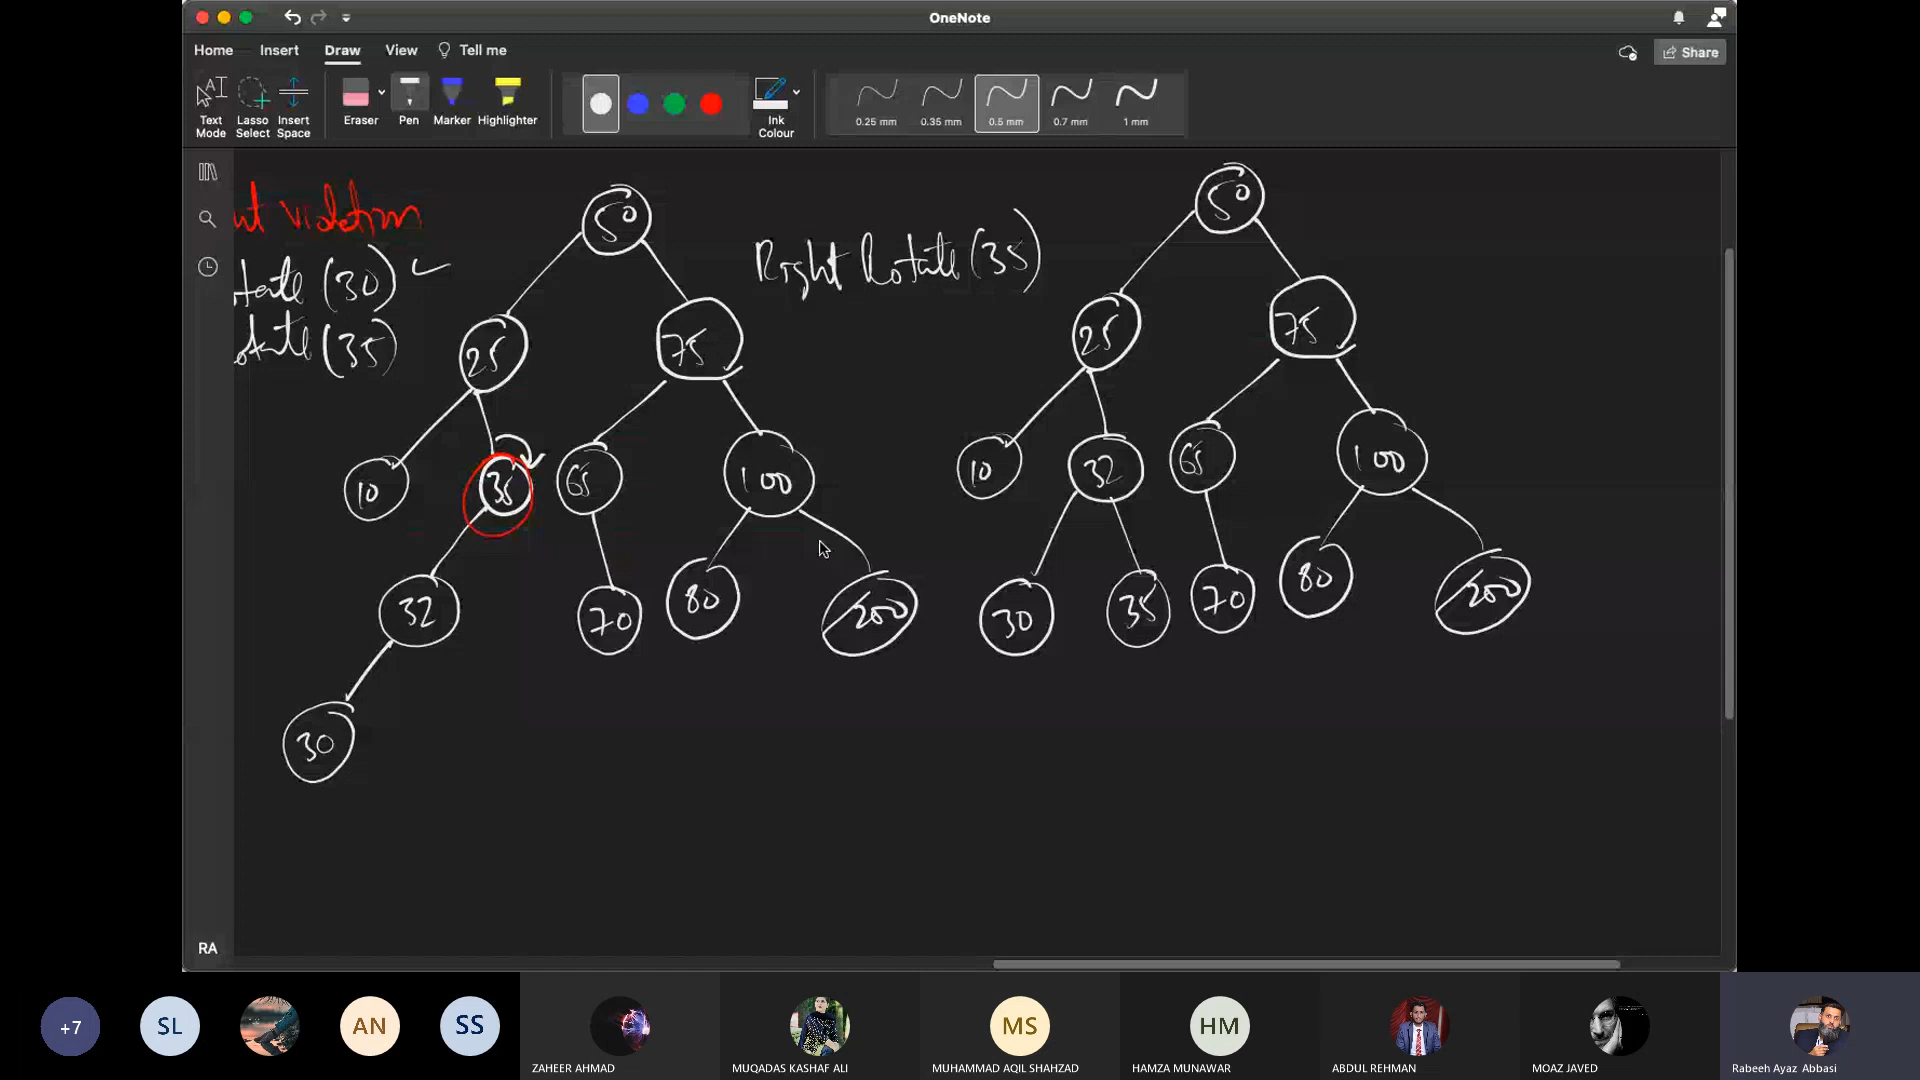 OneNote
Home Insert Draw View Tell me
Share
Text Mode
Lasso Select
Insert Space
Eraser
Pen
Marker
Highlighter
Ink Colour
0.25 mm
0.35 mm
0.5 mm
0.7 mm
1 mm
ut violation
otate (30)
otate (35)
50
25 75
10 35 65 100
32 70 80 200
30
Right Rotate (35)
50
25 75
10 32 65 100
30 35 70 80 200
RA
+7
SL
AN
SS
ZAHEER AHMAD
MUQADAS KASHAF ALI
MS
MUHAMMAD AQIL SHAHZAD
HM
HAMZA MUNAWAR
ABDUL REHMAN
MOAZ JAVED
Rabeeh Ayaz Abbasi